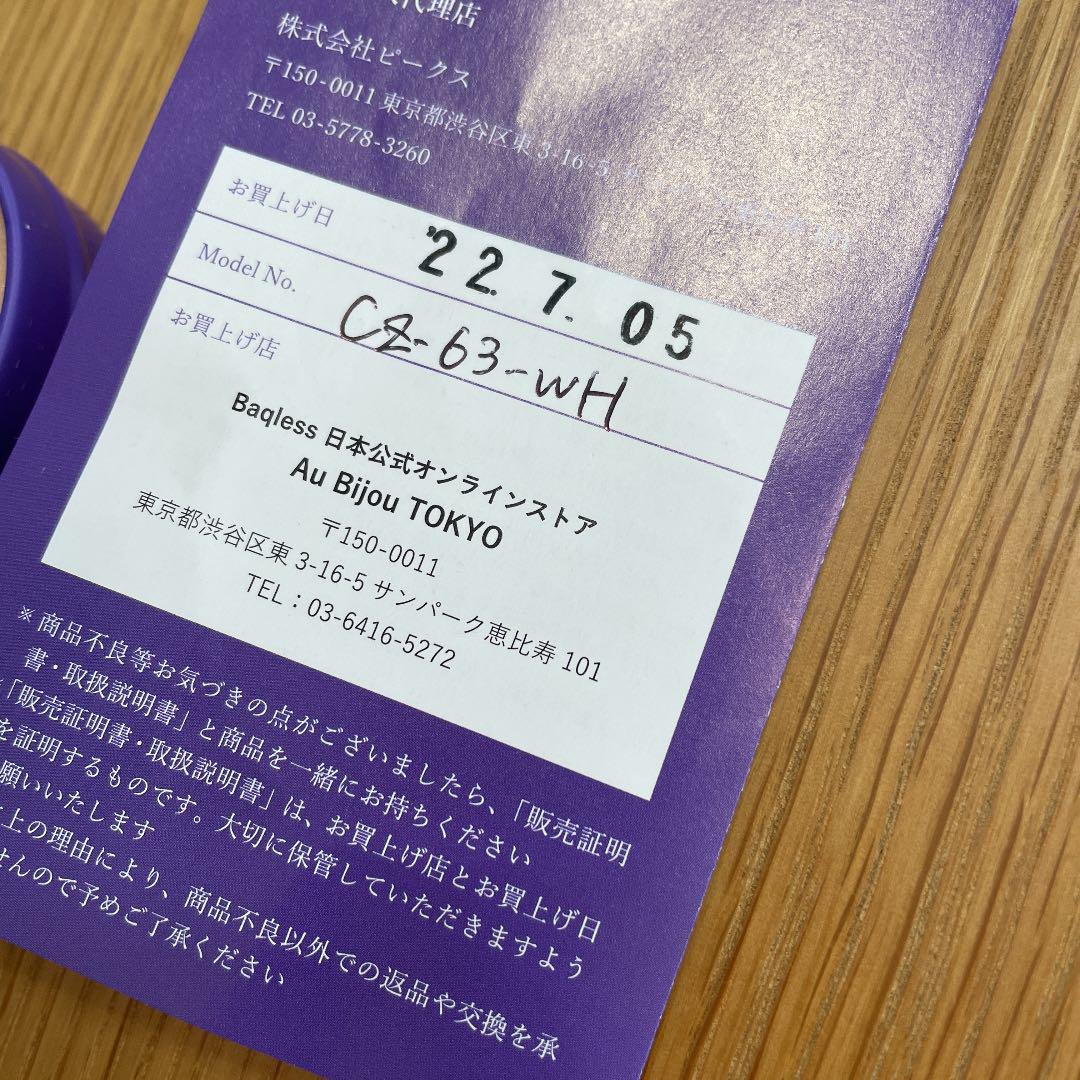 代理店
株式会社ピークス
〒150-0011 東京都渋谷区東 3-16-5
TEL 03-5778-3260
お買上げ日 '22. 7. 05
Model No. CZ-63-WH
お買上げ店
Baqless 日本公式オンラインストア
Au Bijou TOKYO
〒150-0011
東京都渋谷区東 3-16-5 サンパーク恵比寿 101
TEL：03-6416-5272
※商品不良等お気づきの点がございましたら、「販売証明
書・取扱説明書」と商品を一緒にお持ちください
「販売証明書・取扱説明書」は、お買上げ店とお買上げ日
を証明するものです。大切に保管していただきますよう
願いいたします
上の理由により、商品不良以外での返品や交換を承
せんので予めご了承ください